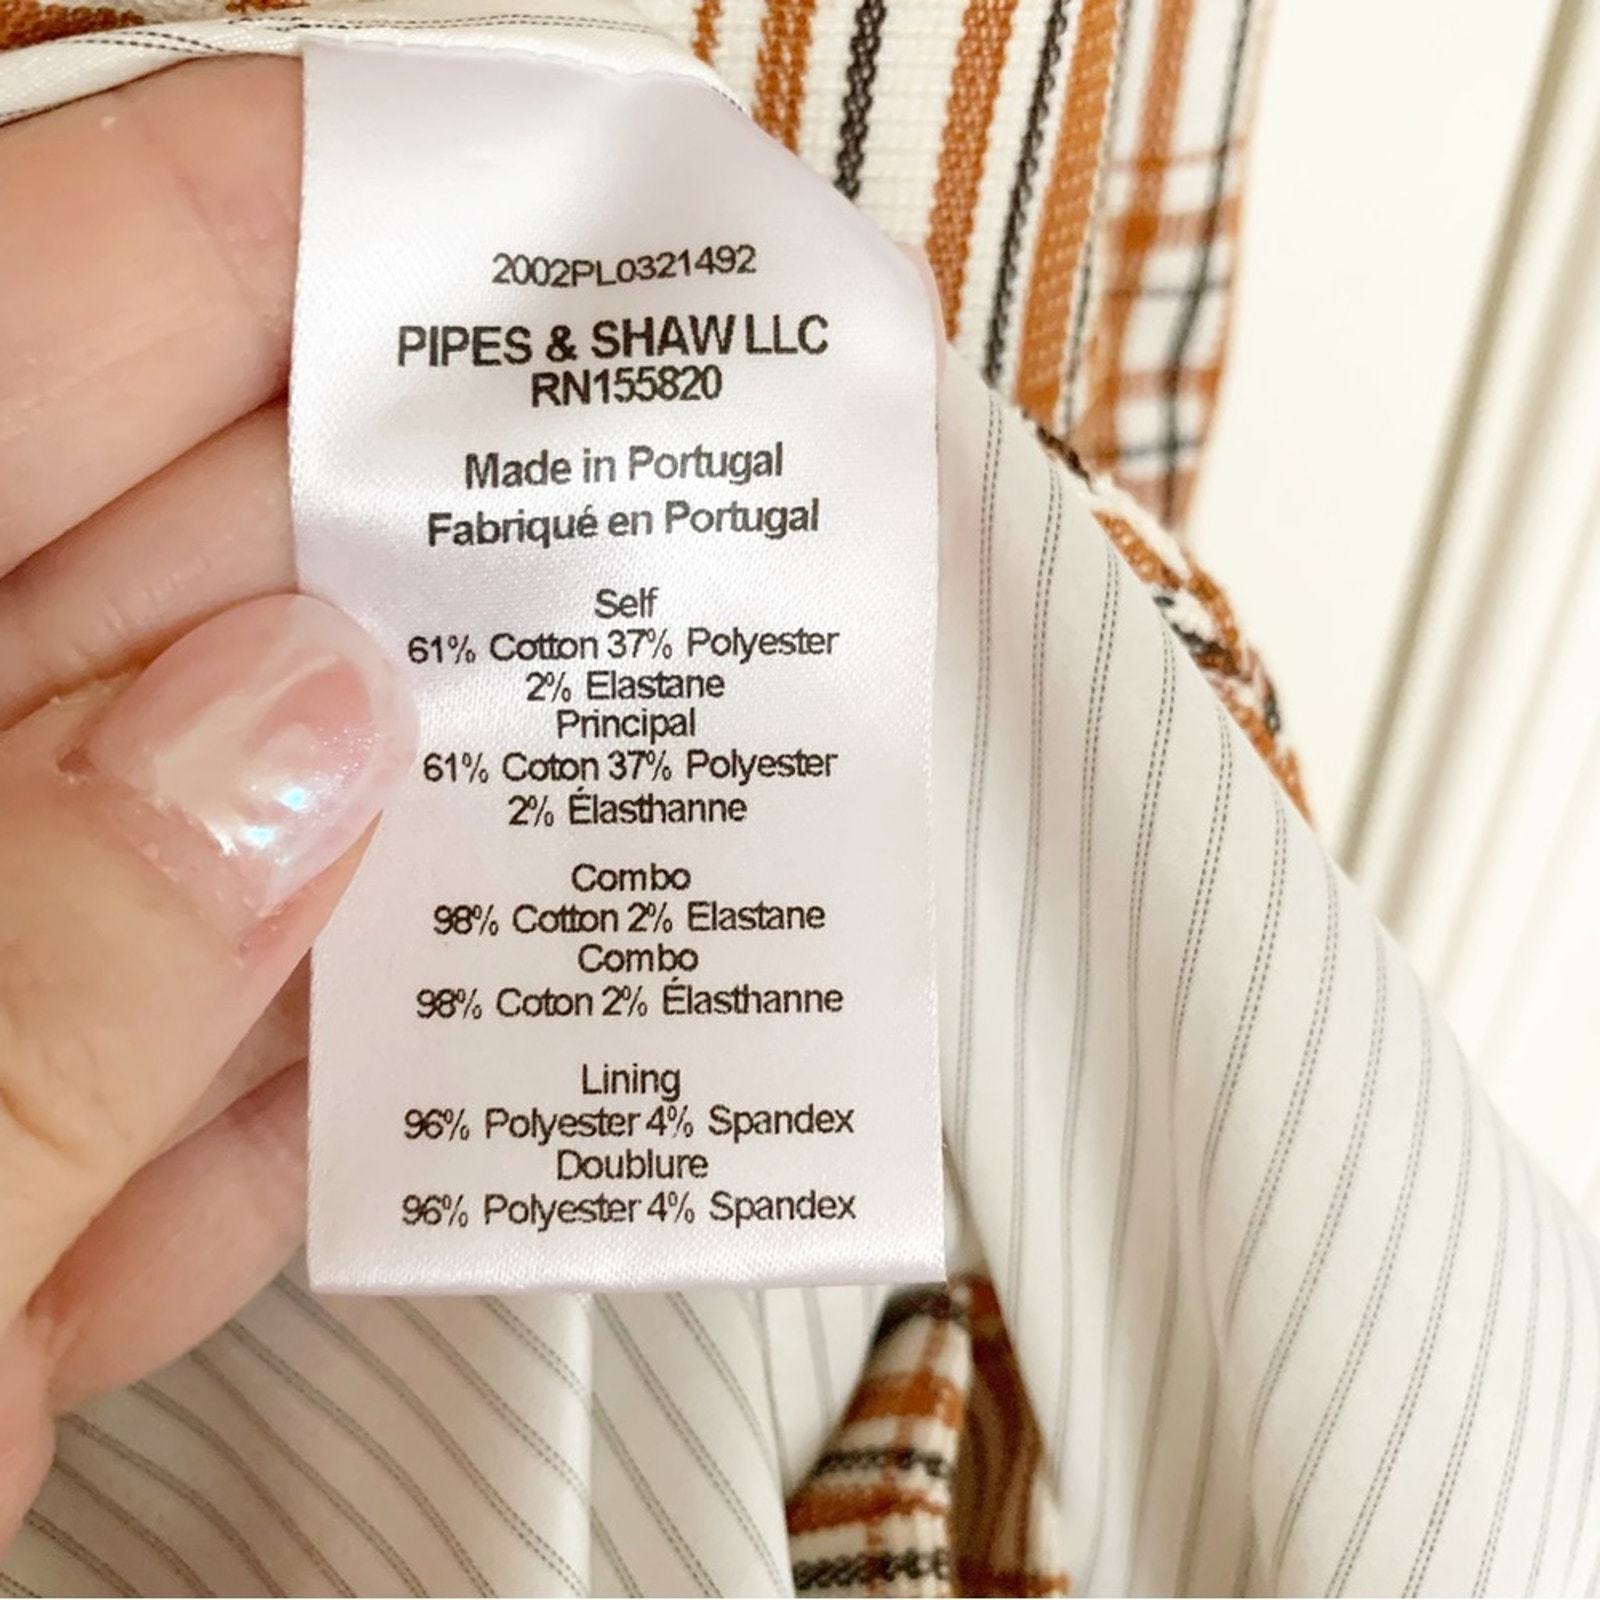 2002PL0321492
PIPES & SHAW LLC
RN155820
Made in Portugal
Fabriqué en Portugal
Self
61% Cotton 37% Polyester
2% Elastane
Principal
61% Coton 37% Polyester
2% Élasthanne
Combo
98% Cotton 2% Elastane
Combo
98% Coton 2% Élasthanne
Lining
96% Polyester 4% Spandex
Doublure
96% Polyester 4% Spandex